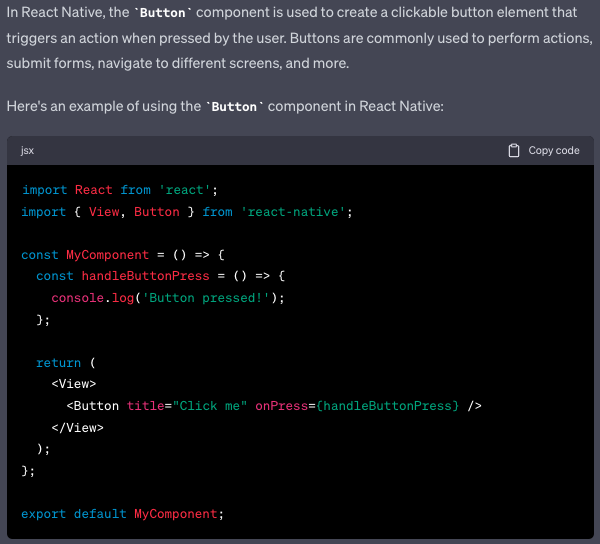 In React Native, the `Button` component is used to create a clickable button element that
triggers an action when pressed by the user. Buttons are commonly used to perform actions,
submit forms, navigate to different screens, and more.
Here's an example of using the `Button` component in React Native:
jsx Copy code
import React from 'react';
import { View, Button } from 'react-native';
const MyComponent = () => {
  const handleButtonPress = () => {
    console.log('Button pressed!');
  };
  return (
    <View>
      <Button title="Click me" onPress={handleButtonPress} />
    </View>
  );
};
export default MyComponent;